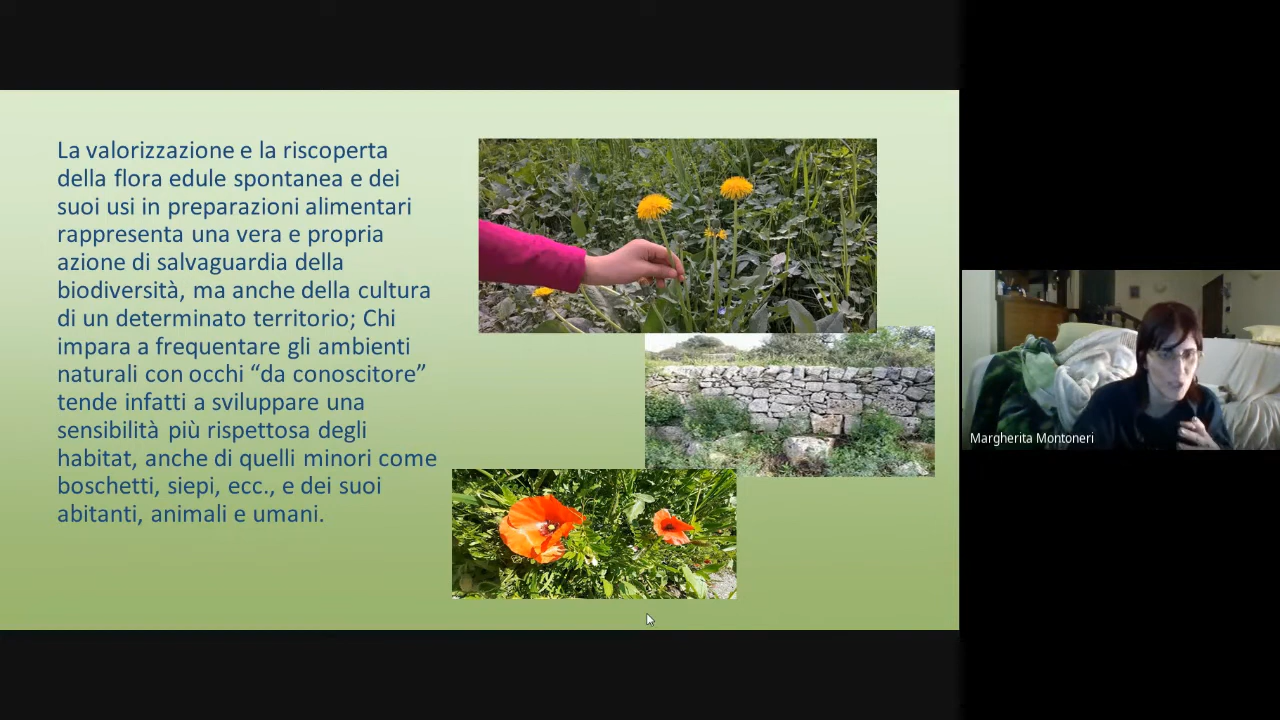 La valorizzazione e la riscoperta
della flora edule spontanea e dei
suoi usi in preparazioni alimentari
rappresenta una vera e propria
azione di salvaguardia della
biodiversità, ma anche della cultura
di un determinato territorio; Chi
impara a frequentare gli ambienti
naturali con occhi “da conoscitore”
tende infatti a sviluppare una
sensibilità più rispettosa degli
habitat, anche di quelli minori come
boschetti, siepi, ecc., e dei suoi
abitanti, animali e umani.
Margherita Montoneri